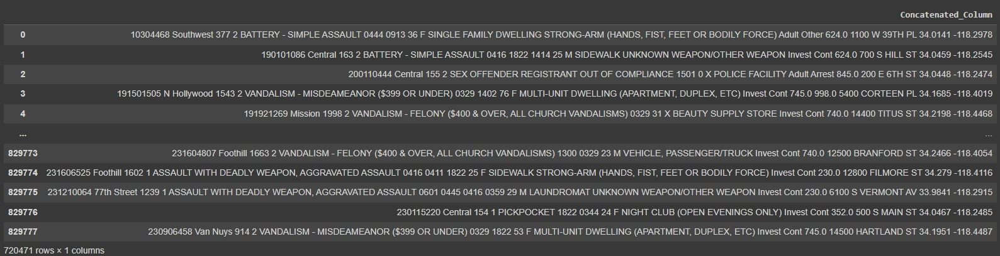 Concatenated_Column
0 10304468 Southwest 377 2 BATTERY - SIMPLE ASSAULT 0444 0913 36 F SINGLE FAMILY DWELLING STRONG-ARM (HANDS, FIST, FEET OR BODILY FORCE) Adult Other 624.0 1100 W 39TH PL 34.0141 -118.2978
1 190101086 Central 163 2 BATTERY - SIMPLE ASSAULT 0416 1822 1414 25 M SIDEWALK UNKNOWN WEAPON/OTHER WEAPON Invest Cont 624.0 700 S HILL ST 34.0459 -118.2545
2 200110444 Central 155 2 SEX OFFENDER REGISTRANT OUT OF COMPLIANCE 1501 0 X POLICE FACILITY Adult Arrest 845.0 200 E 6TH ST 34.0448 -118.2474
3 191501505 N Hollywood 1543 2 VANDALISM - MISDEAMEANOR ($399 OR UNDER) 0329 1402 76 F MULTI-UNIT DWELLING (APARTMENT, DUPLEX, ETC) Invest Cont 745.0 998.0 5400 CORTEEN PL 34.1685 -118.4019
4 191921269 Mission 1998 2 VANDALISM - FELONY ($400 & OVER, ALL CHURCH VANDALISMS) 0329 31 X BEAUTY SUPPLY STORE Invest Cont 740.0 14400 TITUS ST 34.2198 -118.4468
... ...
829773 231604807 Foothill 1663 2 VANDALISM - FELONY ($400 & OVER, ALL CHURCH VANDALISMS) 1300 0329 23 M VEHICLE, PASSENGER/TRUCK Invest Cont 740.0 12500 BRANFORD ST 34.2466 -118.4054
829774 231606525 Foothill 1602 1 ASSAULT WITH DEADLY WEAPON, AGGRAVATED ASSAULT 0416 0411 1822 25 F SIDEWALK STRONG-ARM (HANDS, FIST, FEET OR BODILY FORCE) Invest Cont 230.0 12800 FILMORE ST 34.279 -118.4116
829775 231210064 77th Street 1239 1 ASSAULT WITH DEADLY WEAPON, AGGRAVATED ASSAULT 0601 0445 0416 0359 29 M LAUNDROMAT UNKNOWN WEAPON/OTHER WEAPON Invest Cont 230.0 6100 S VERMONT AV 33.9841 -118.2915
829776 230115220 Central 154 1 PICKPOCKET 1822 0344 24 F NIGHT CLUB (OPEN EVENINGS ONLY) Invest Cont 352.0 500 S MAIN ST 34.0467 -118.2485
829777 230906458 Van Nuys 914 2 VANDALISM - MISDEAMEANOR ($399 OR UNDER) 0329 1822 53 F MULTI-UNIT DWELLING (APARTMENT, DUPLEX, ETC) Invest Cont 745.0 14500 HARTLAND ST 34.1951 -118.4487
720471 rows × 1 columns